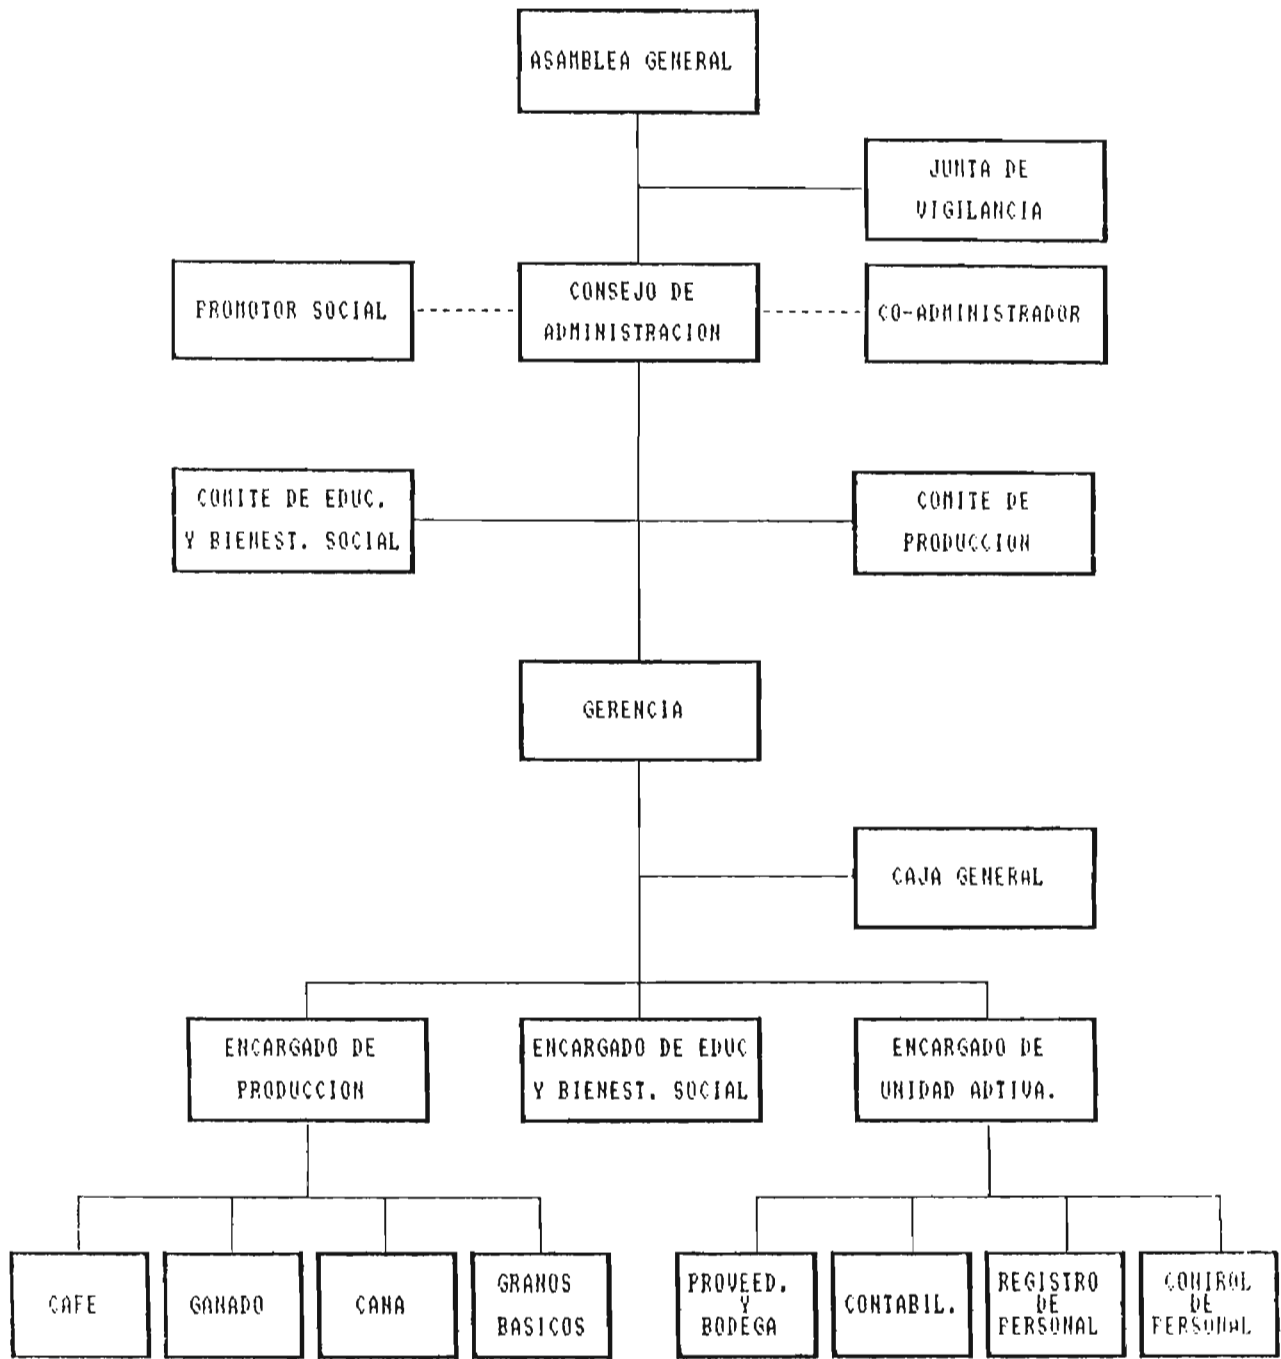 ASAMBLEA GENERAL
JUNTA DE
VIGILANCIA
PROMOTOR SOCIAL
CONSEJO DE
ADMINISTRACION
CO-ADMINISTRADOR
COMITE DE EDUC.
Y BIENEST. SOCIAL
COMITE DE
PRODUCCION
GERENCIA
CAJA GENERAL
ENCARGADO DE
PRODUCCION
ENCARGADO DE EDUC
Y BIENEST. SOCIAL
ENCARGADO DE
UNIDAD ADTIVA.
CAFE
GANADO
CANA
GRANOS
BASICOS
PROVEED.
Y
BODEGA
CONTABIL.
REGISTRO
DE
PERSONAL
CONTROL
DE
PERSONAL